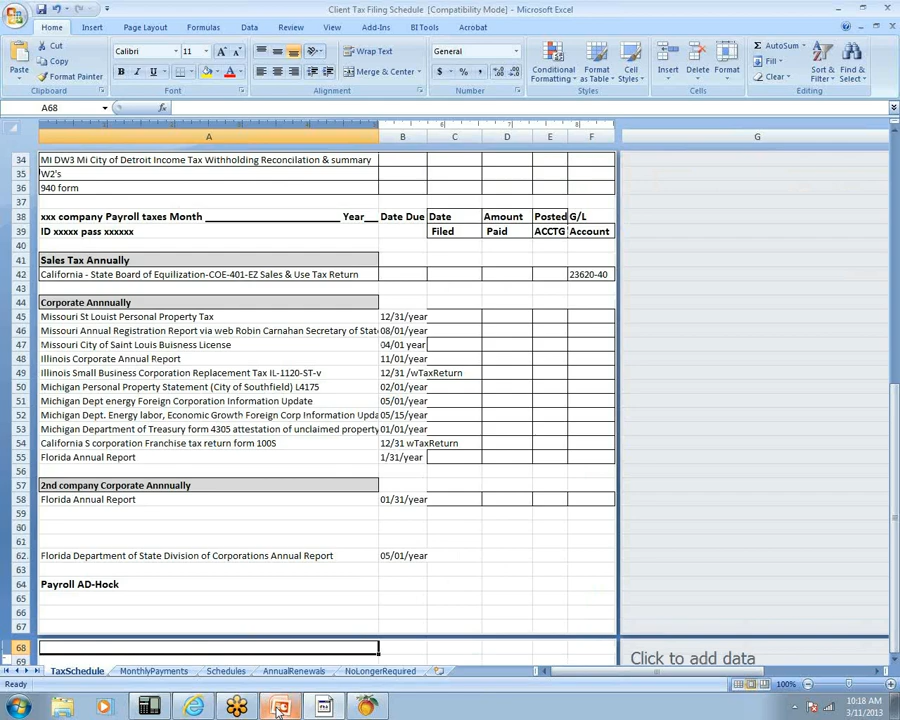 Client Tax Filing Schedule [Compatibility Mode] - Microsoft Excel
Home Insert Page Layout Formulas Data Review View Add-Ins BI Tools Acrobat
Cut Calibri 11 Wrap Text General AutoSum
Copy Fill
Paste Format Painter Merge & Center Conditional Formatting Format as Table Cell Styles Insert Delete Format Clear Sort & Filter Find & Select
Clipboard Font Alignment Number Styles Cells Editing
A68
A B C D E F G
34 MI DW3 Mi City of Detroit Income Tax Withholding Reconcilation & summary
35 W2's
36 940 form
37
38 xxx company Payroll taxes Month ____ Year__ Date Due Date Amount Posted G/L
39 ID xxxxx pass xxxxxx Filed Paid ACCTG Account
40
41 Sales Tax Annually
42 California - State Board of Equilization-COE-401-EZ Sales & Use Tax Return 23620-40
43
44 Corporate Annnually
45 Missouri St Louist Personal Property Tax 12/31/year
46 Missouri Annual Registration Report via web Robin Carnahan Secretary of Stat 08/01/year
47 Missouri City of Saint Louis Buisness License 04/01 year
48 Illinois Corporate Annual Report 11/01/year
49 Illinois Small Business Corporation Replacement Tax IL-1120-ST-v 12/31 /wTaxReturn
50 Michigan Personal Property Statement (City of Southfield) L4175 02/01/year
51 Michigan Dept energy Foreign Corporation Information Update 05/01/year
52 Michigan Dept. Energy labor, Economic Growth Foreign Corp Information Upda 05/15/year
53 Michigan Department of Treasury form 4305 attestation of unclaimed property 01/01/year
54 California S corporation Franchise tax return form 100S 12/31 wTaxReturn
55 Florida Annual Report 1/31/year
56
57 2nd company Corporate Annnually
58 Florida Annual Report 01/31/year
59
60
61
62 Florida Department of State Division of Corporations Annual Report 05/01/year
63
64 Payroll AD-Hock
65
66
67
68
69 Click to add data
TaxSchedule MonthlyPayments Schedules AnnualRenewals NoLongerRequired
Ready 100%
10:18 AM
3/11/2013